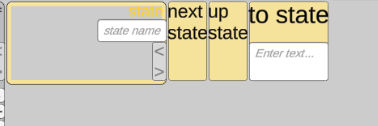 state
state name
<
>
next
state
up
state
to state
Enter text...